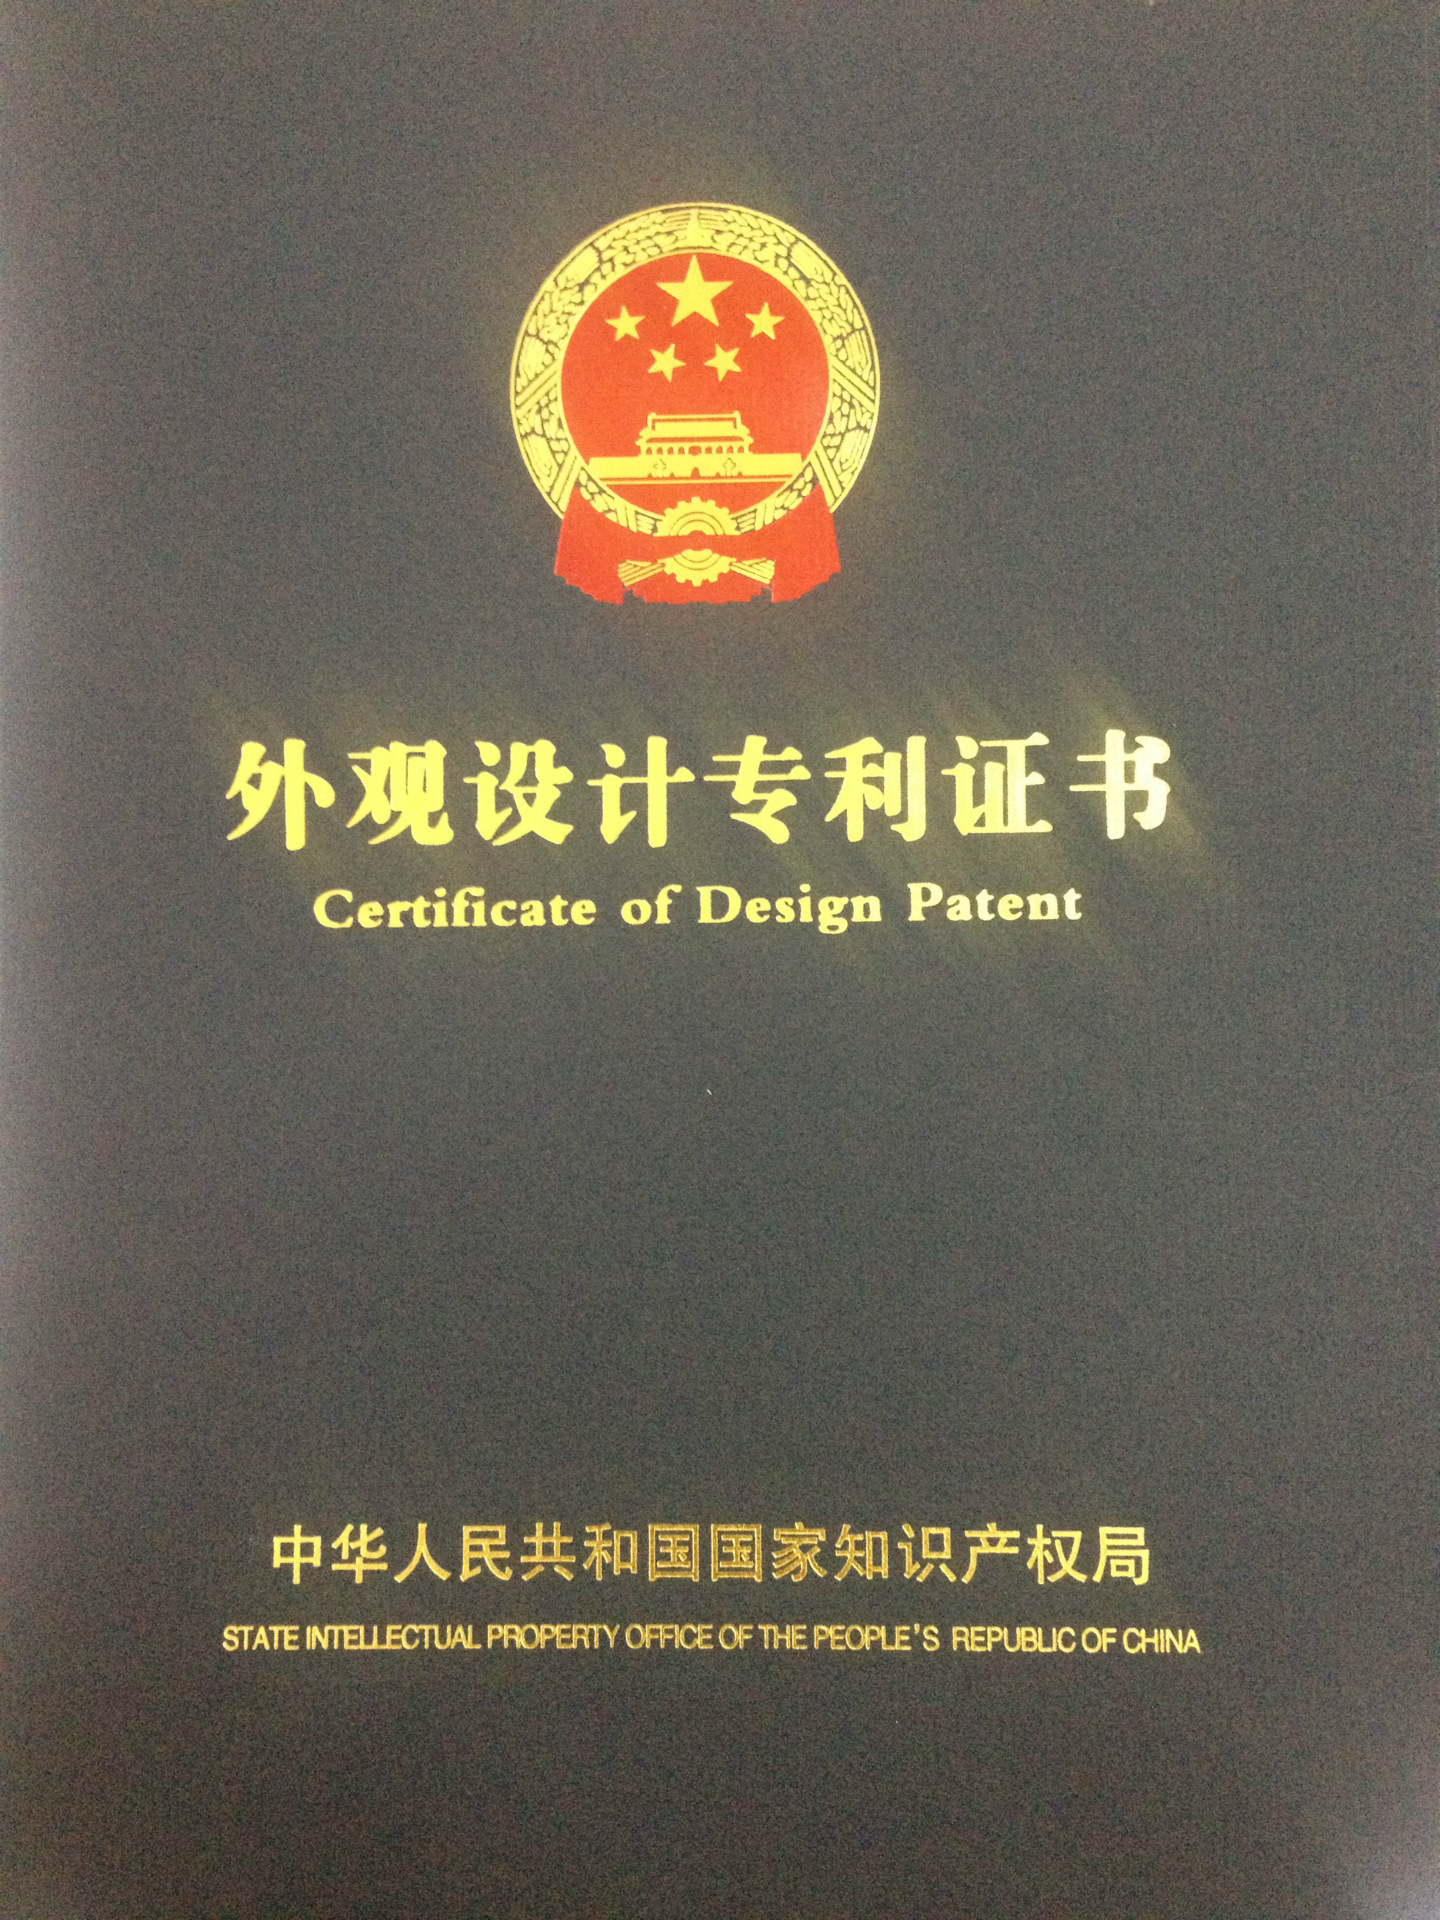 外观设计专利证书
Certificate of Design Patent
中华人民共和国国家知识产权局
STATE INTELLECTUAL PROPERTY OFFICE OF THE PEOPLE'S REPUBLIC OF CHINA